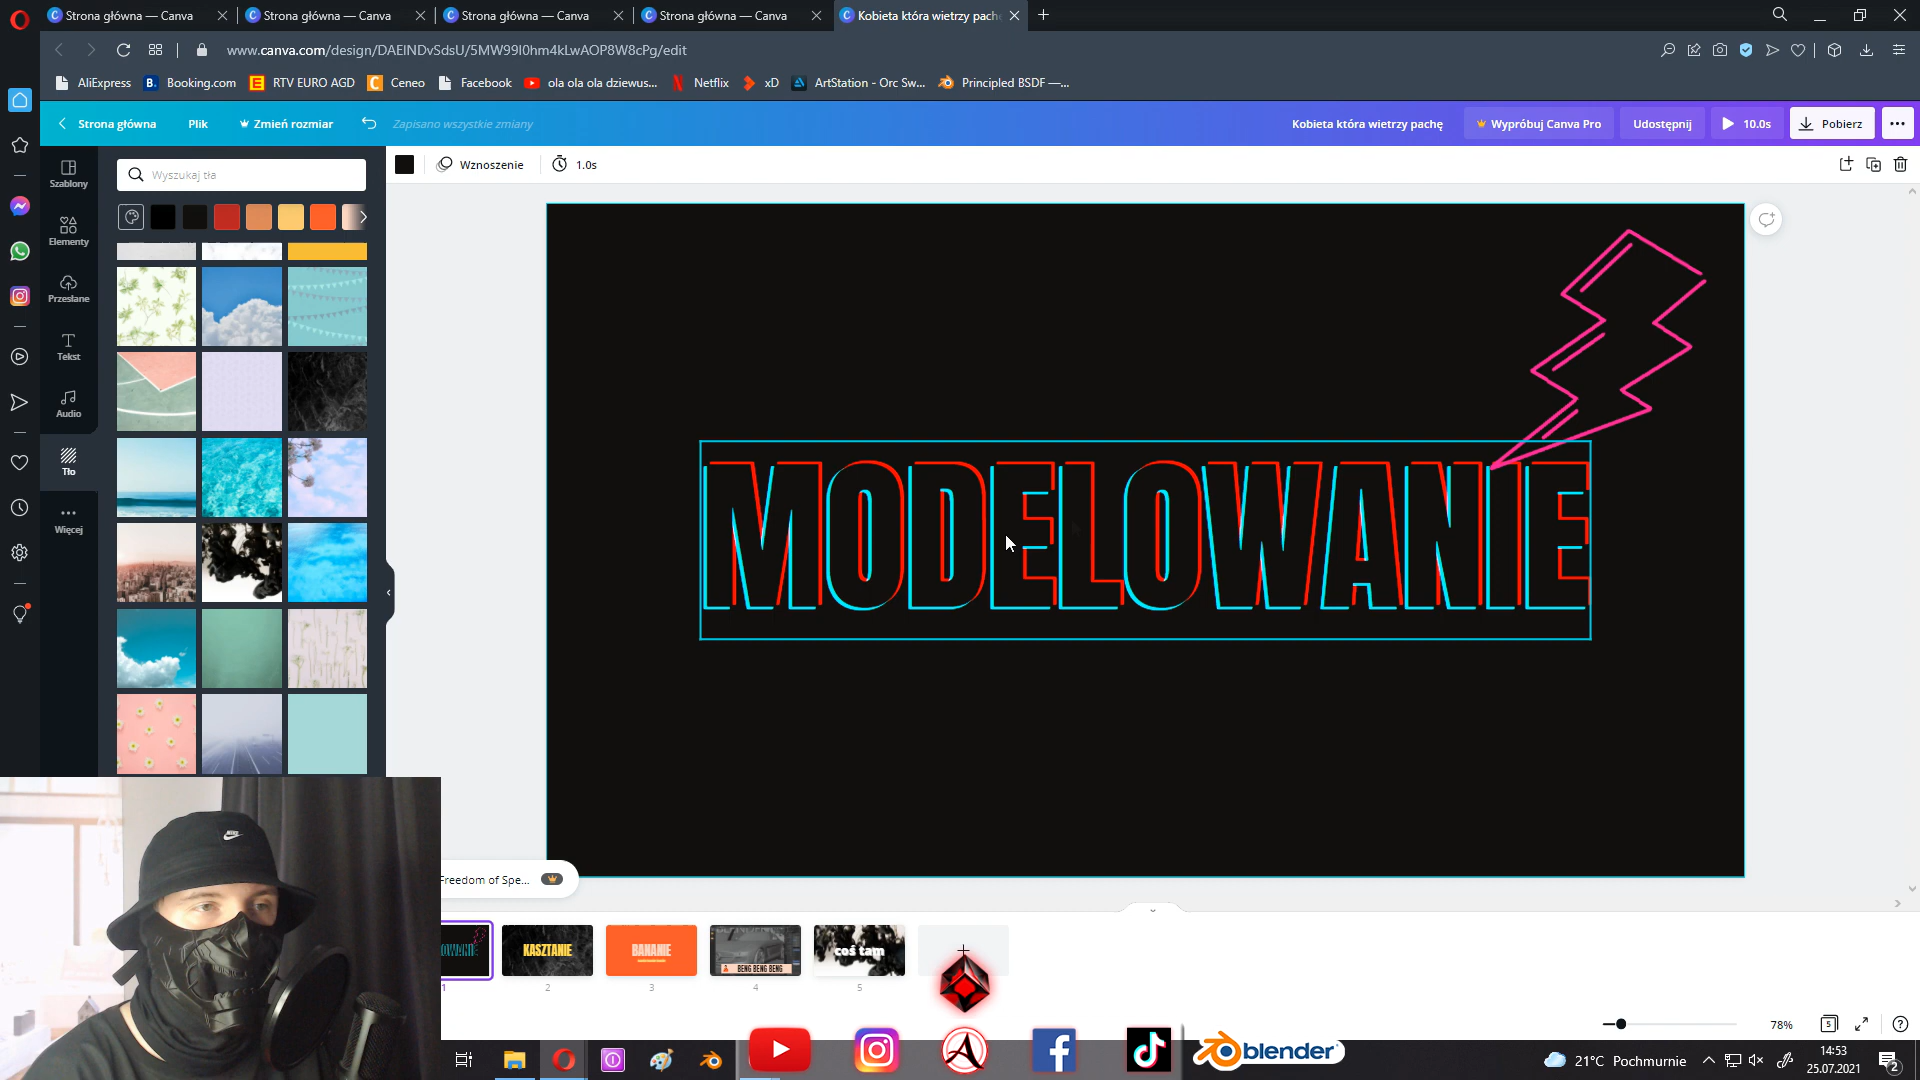 Strona główna — Canva
Strona główna — Canva
Strona główna — Canva
Strona główna — Canva
Kobieta która wietrzy pach
www.canva.com/design/DAEINDvSdsU/5MW99I0hm4kLwAOP8W8cPg/edit
AliExpress
B. Booking.com
RTV EURO AGD
Ceneo
Facebook
ola ola ola dziewus...
Netflix
xD
ArtStation - Orc Sw...
Principled BSDF —...
Strona główna
Plik
Zmień rozmiar
Zapisano wszystkie zmiany
Kobieta która wietrzy pachę
Wypróbuj Canva Pro
Udostępnij
10.0s
Pobierz
Szablony
Elementy
Przesłane
Tekst
Audio
Tło
Więcej
Wyszukaj tła
Wznoszenie
1.0s
MODELOWANIE
Freedom of Spe...
KASZTANIE
BANANIE
BENG BENG BENG
coś tam
1
2
3
4
5
78%
5
blender
21°C Pochmurnie
14:53
25.07.2021
2